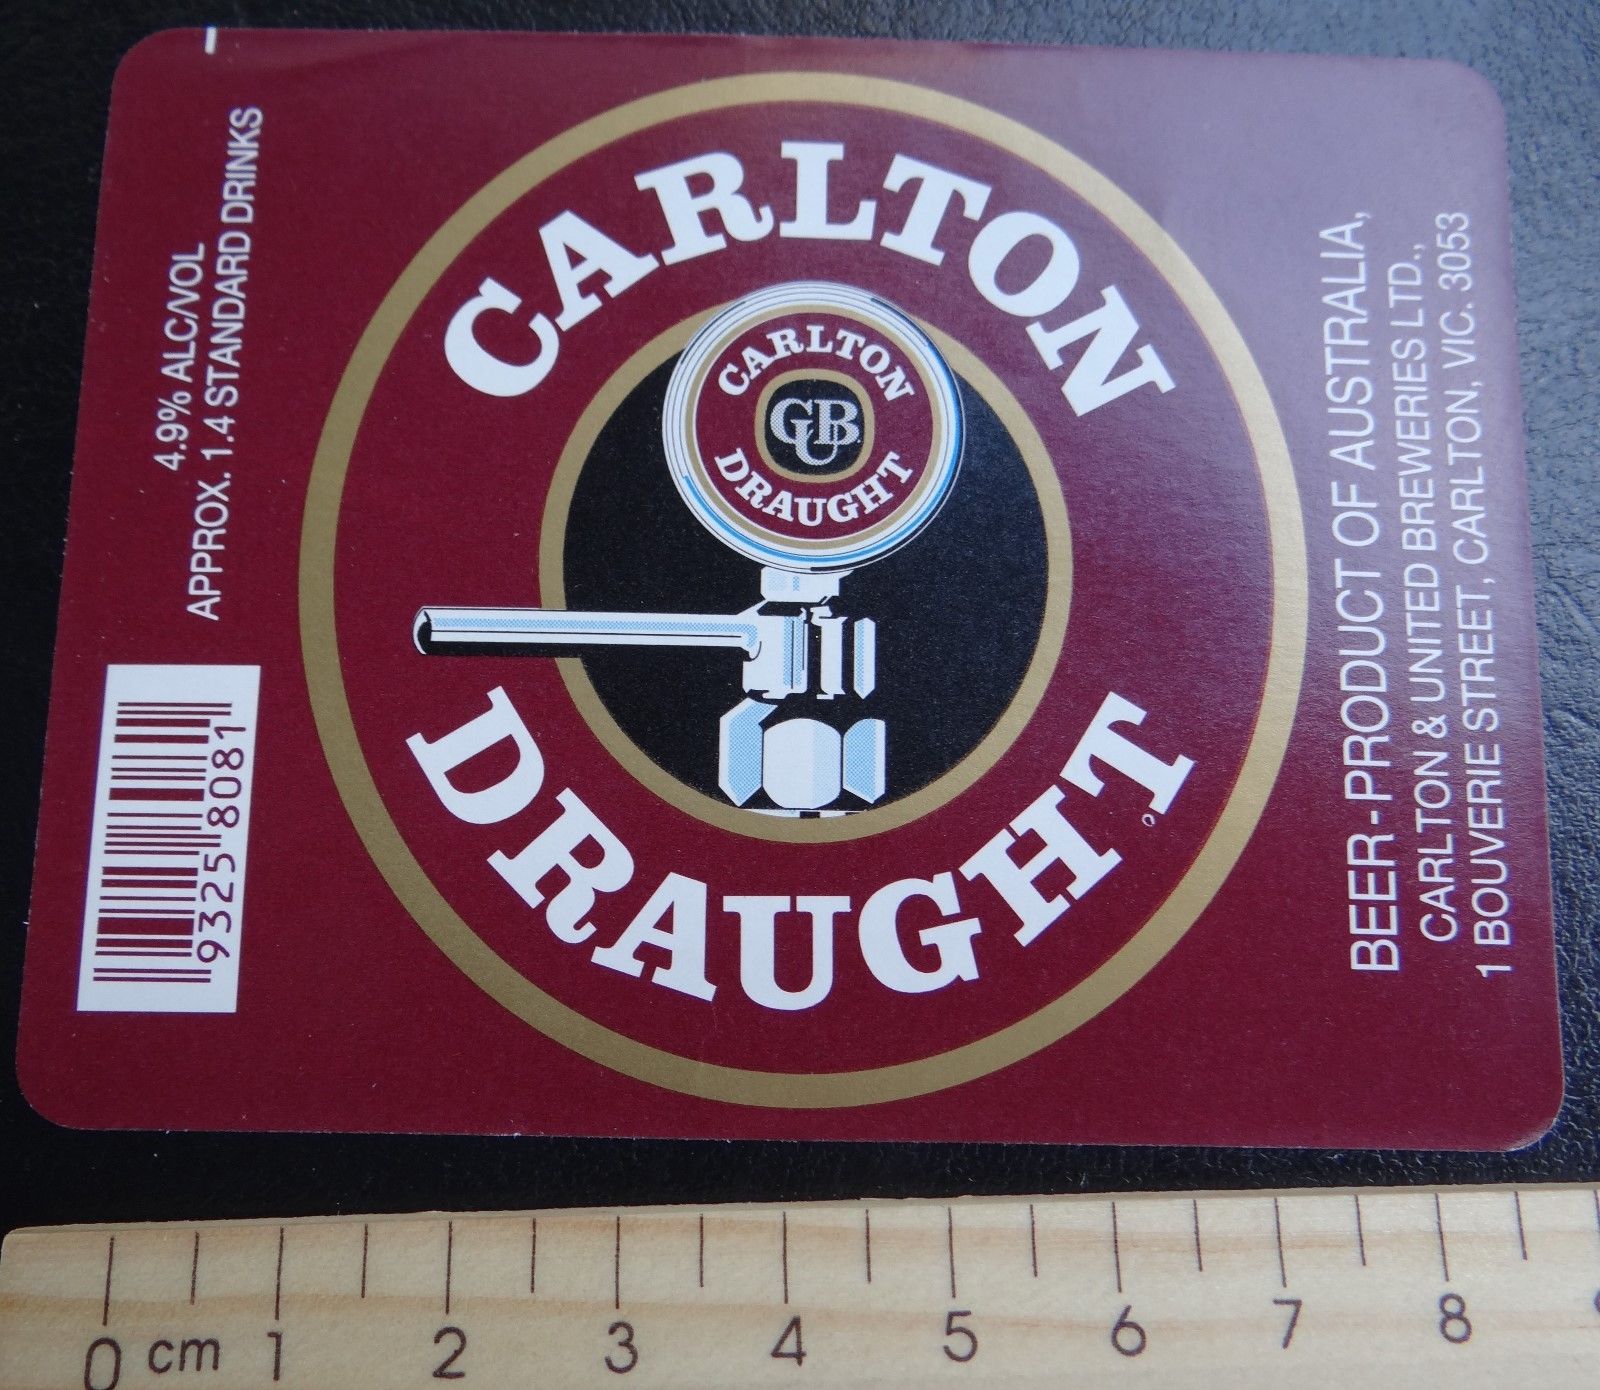 CARLTON
DRAUGHT
CARLTON
CUB
DRAUGHT
4.9% ALC/VOL
APPROX. 1.4 STANDARD DRINKS
9325 8081
BEER-PRODUCT OF AUSTRALIA,
CARLTON & UNITED BREWERIES LTD.,
1 BOUVERIE STREET, CARLTON, VIC. 3053
0 cm 1 2 3 4 5 6 7 8